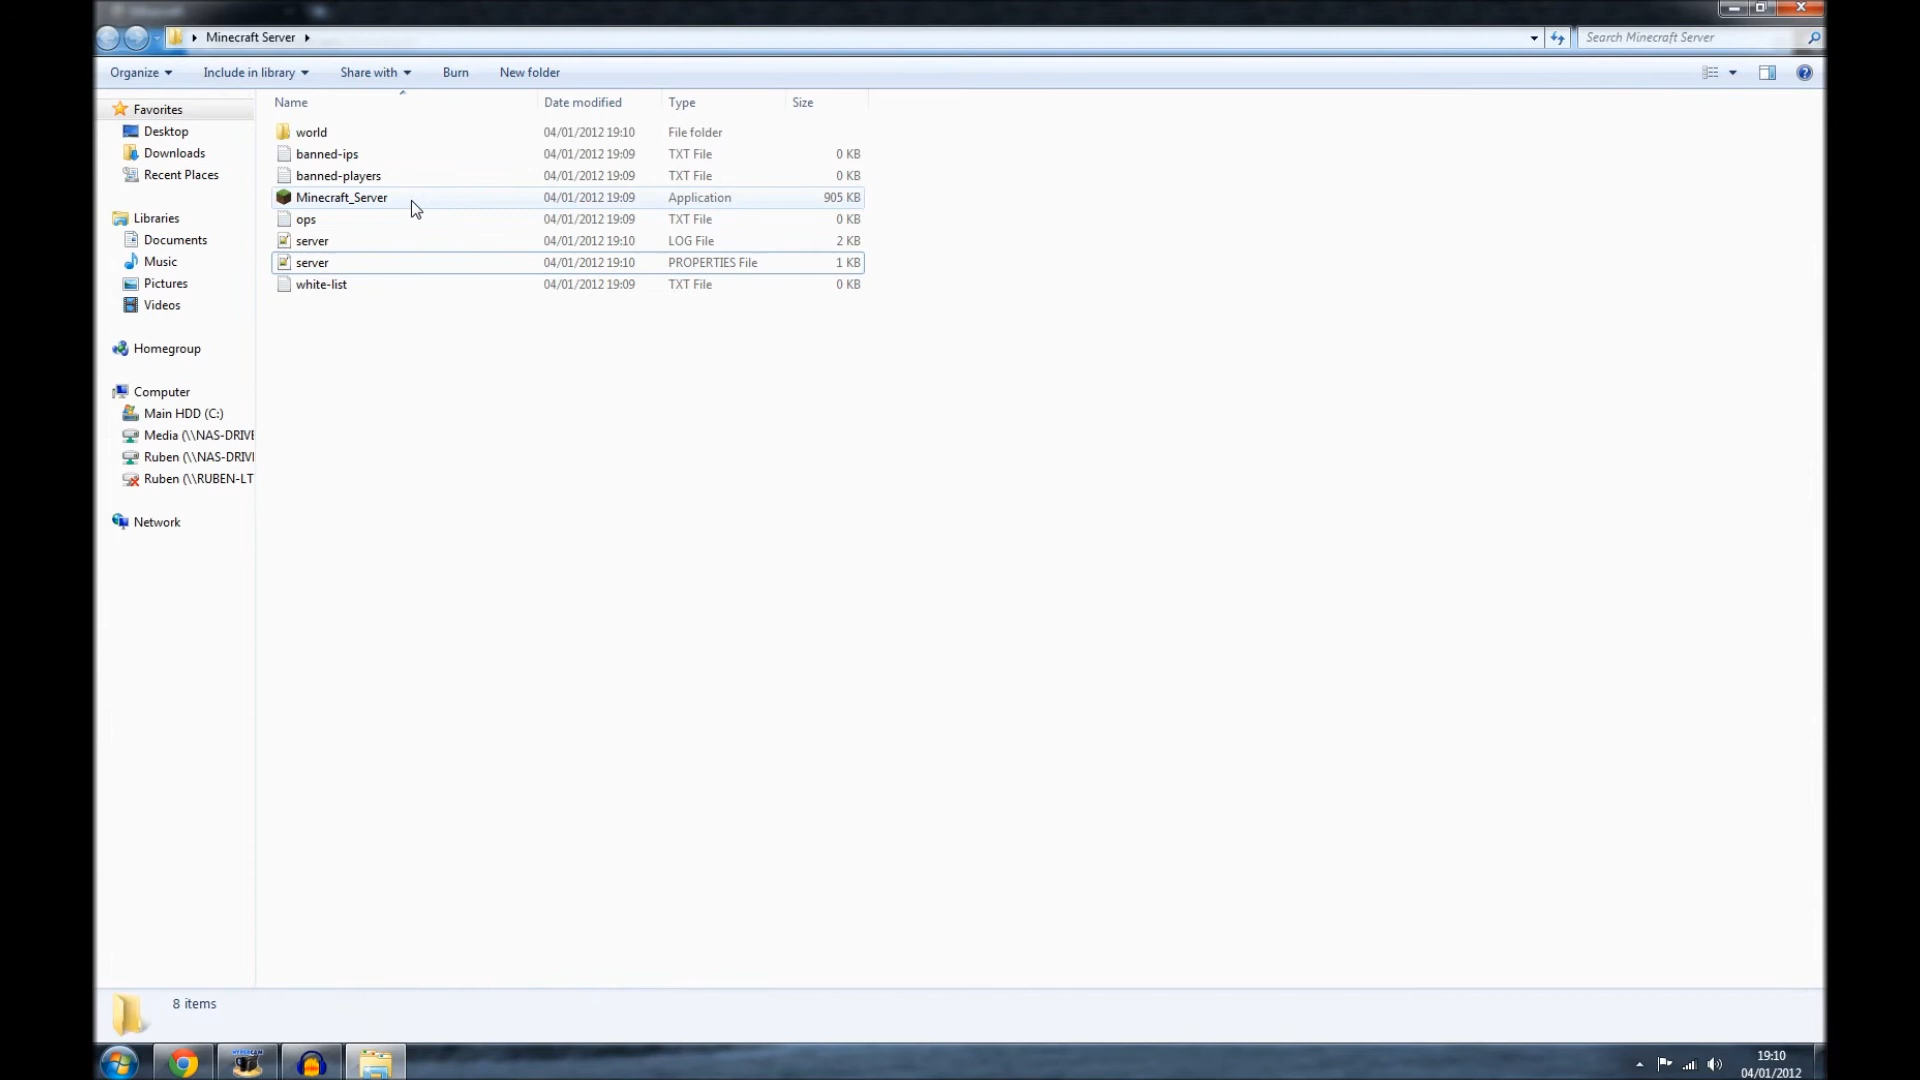 Minecraft Server
Search Minecraft Server
Organize Include in library Share with Burn New folder
Name Date modified Type Size
Favorites
Desktop
Downloads
Recent Places
Libraries
Documents
Music
Pictures
Videos
Homegroup
Computer
Main HDD (C:)
Media (\\NAS-DRIVE
Ruben (\\NAS-DRIVI
Ruben (\\RUBEN-LT
Network
world 04/01/2012 19:10 File folder
banned-ips 04/01/2012 19:09 TXT File 0 KB
banned-players 04/01/2012 19:09 TXT File 0 KB
Minecraft_Server 04/01/2012 19:09 Application 905 KB
ops 04/01/2012 19:09 TXT File 0 KB
server 04/01/2012 19:10 LOG File 2 KB
server 04/01/2012 19:10 PROPERTIES File 1 KB
white-list 04/01/2012 19:09 TXT File 0 KB
8 items
HYPERCAM
19:10
04/01/2012